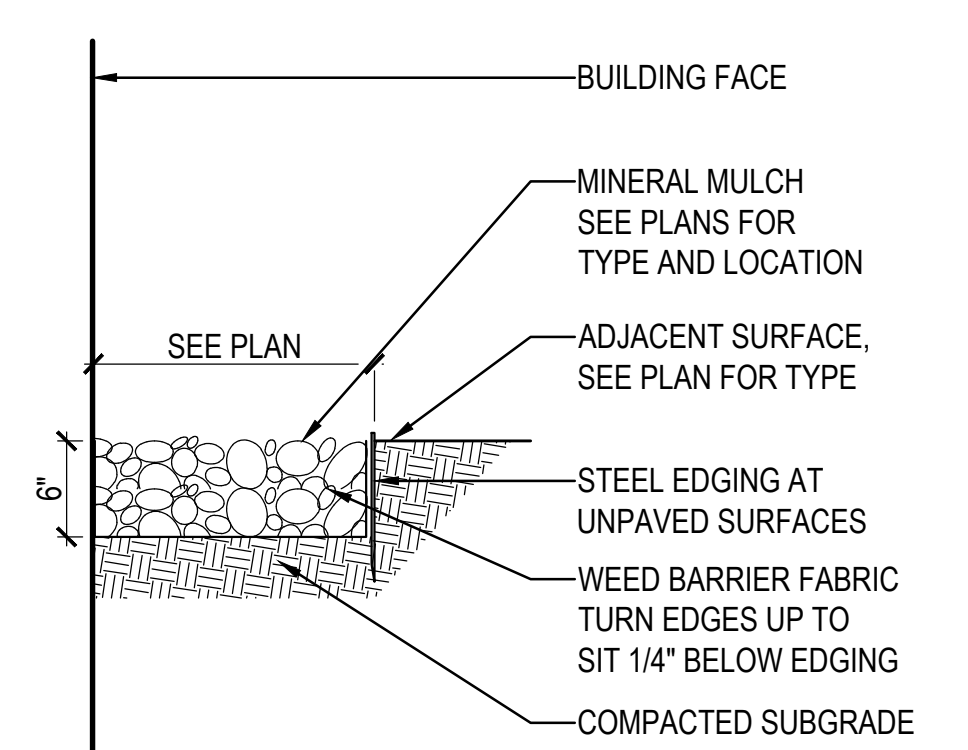 BUILDING FACE
MINERAL MULCH
SEE PLANS FOR
TYPE AND LOCATION
SEE PLAN
ADJACENT SURFACE,
SEE PLAN FOR TYPE
6"
STEEL EDGING AT
UNPAVED SURFACES
WEED BARRIER FABRIC
TURN EDGES UP TO
SIT 1/4" BELOW EDGING
COMPACTED SUBGRADE